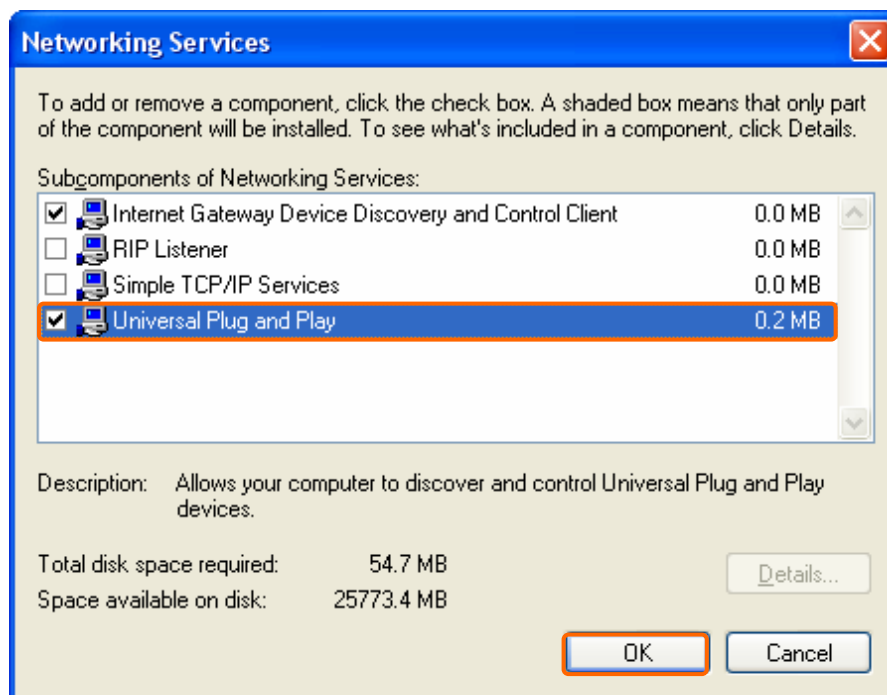 Networking Services
To add or remove a component, click the check box. A shaded box means that only part
of the component will be installed. To see what's included in a component, click Details.
Subcomponents of Networking Services:
Internet Gateway Device Discovery and Control Client 0.0 MB
RIP Listener 0.0 MB
Simple TCP/IP Services 0.0 MB
Universal Plug and Play 0.2 MB
Description: Allows your computer to discover and control Universal Plug and Play
devices.
Total disk space required: 54.7 MB
Details...
Space available on disk: 25773.4 MB
OK Cancel